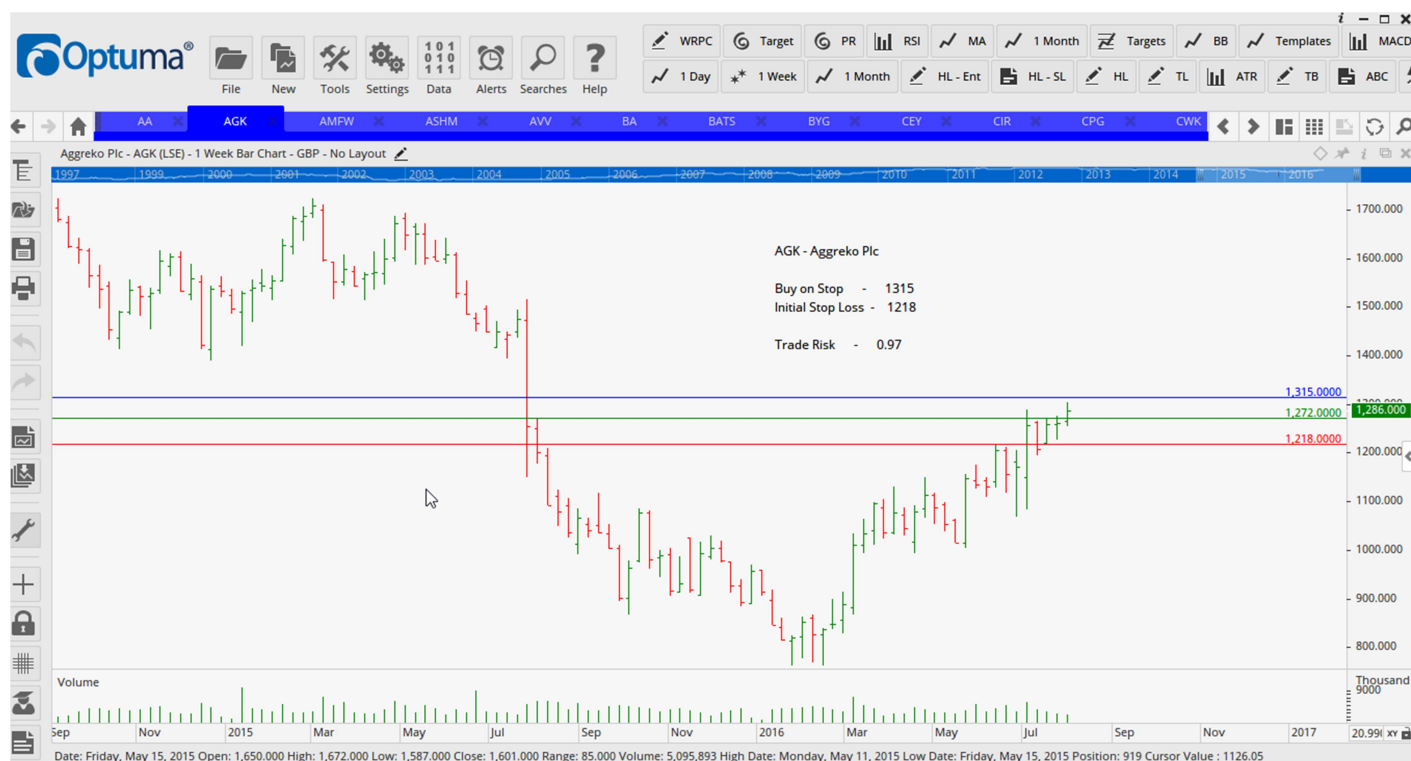 Optuma®
File New Tools Settings Data Alerts Searches Help
WRPC Target PR RSI MA 1 Month Targets BB Templates MACD
1 Day 1 Week 1 Month HL - Ent HL - SL HL TL ATR TB ABC
AA AGK AMFW ASHM AVV BA BATS BYG CEY CIR CPG CWK
Aggreko Plc - AGK (LSE) - 1 Week Bar Chart - GBP - No Layout
1997 1999 2000 2001 2002 2003 2004 2005 2006 2007 2008 2009 2010 2011 2012 2013 2014 2015 2016
1700.000
AGK - Aggreko Plc
1600.000
Buy on Stop - 1315
Initial Stop Loss - 1218
1500.000
Trade Risk - 0.97
1400.000
1,315.0000
1,272.0000
1,286.000
1,218.0000
1200.000
1100.000
1000.000
900.000
800.000
Volume
Thousand
9000
Sep Nov 2015 Mar May Jul Sep Nov 2016 Mar May Jul Sep Nov 2017 XY
Date: Friday, May 15, 2015 Open: 1,650.000 High: 1,672.000 Low: 1,587.000 Close: 1,601.000 Range: 85.000 Volume: 5,095,893 High Date: Monday, May 11, 2015 Low Date: Friday, May 15, 2015 Position: 919 Cursor Value : 1126.05